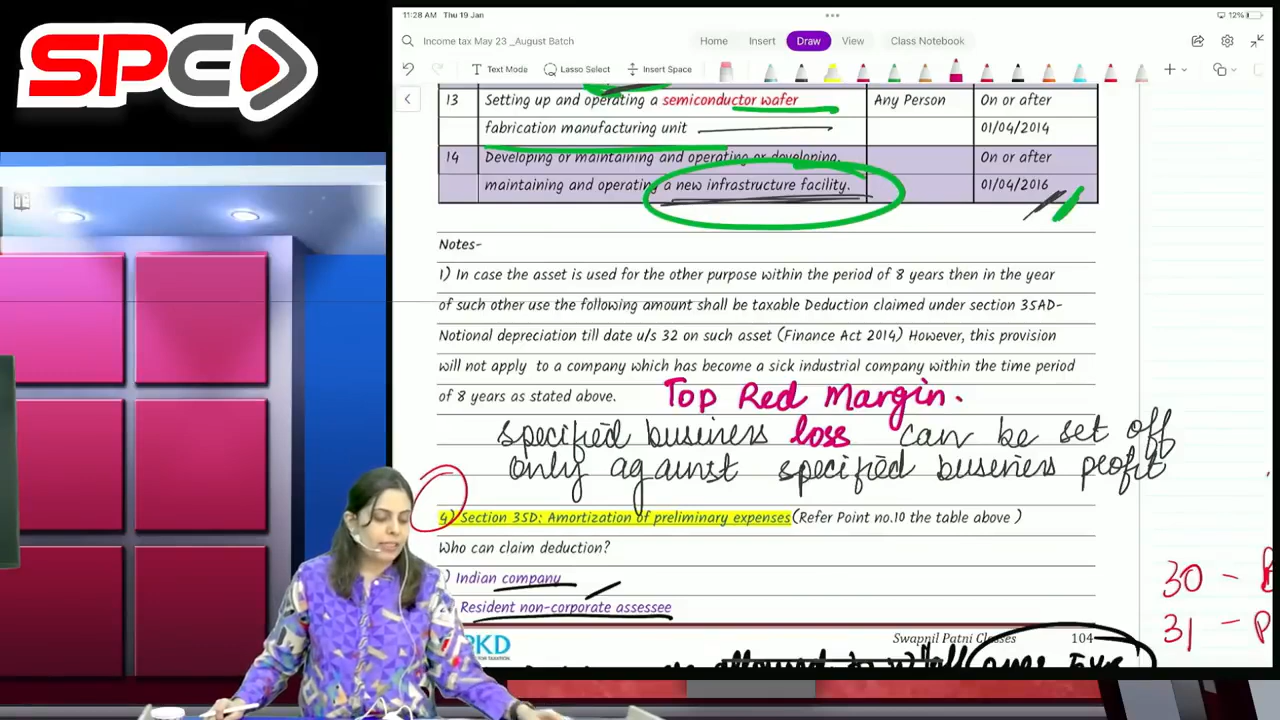 SPC
11:28 AM Thu 19 Jan
12%
Income tax May 23 _August Batch
Home
Insert
Draw
View
Class Notebook
Text Mode
Lasso Select
Insert Space
13 Setting up and operating a semiconductor wafer Any Person On or after
fabrication manufacturing unit 01/04/2014
14 Developing or maintaining and operating or developing, On or after
maintaining and operating a new infrastructure facility. 01/04/2016
Notes-
1) In case the asset is used for the other purpose within the period of 8 years then in the year
of such other use the following amount shall be taxable Deduction claimed under section 35AD-
Notional depreciation till date u/s 32 on such asset (Finance Act 2014) However, this provision
will not apply to a company which has become a sick industrial company within the time period
of 8 years as stated above. Top Red Margin.
specified business loss can be set off
only against specified business profit
4) Section 35D: Amortization of preliminary expenses(Refer Point no.10 the table above )
Who can claim deduction?
) Indian company
30 -
Resident non-corporate assessee
31 - P
PKD
FOR TAXATION
Swapnil Patni Classes 104